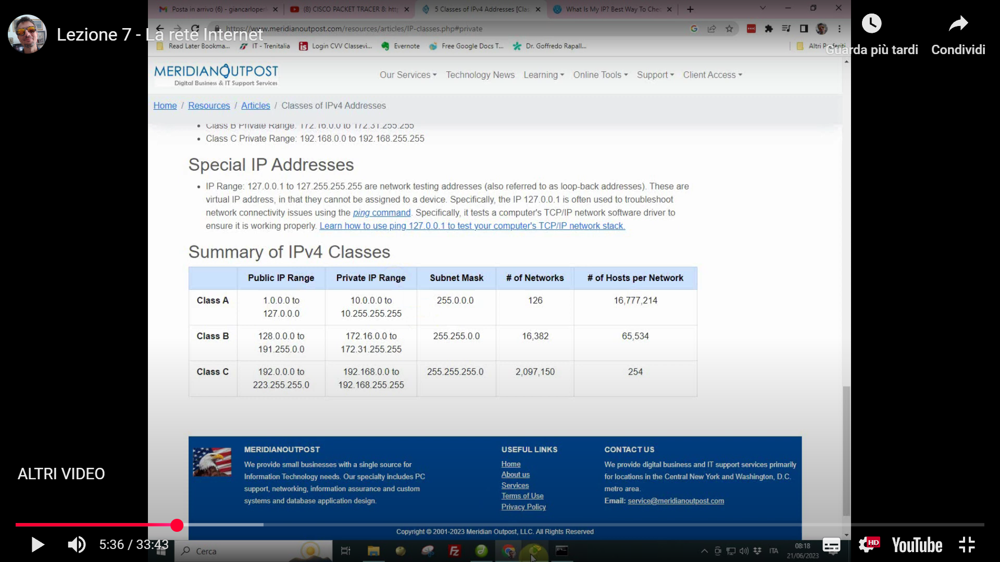 Posta in arrivo (6) - giancarloper
(8) CISCO PACKET TRACER 8: htt
5 Classes of IPv4 Addresses [Clas
What Is My IP? Best Way To Chec
Lezione 7 - La rete Internet
https://www.meridianoutpost.com/resources/articles/IP-classes.php#private
Read Later Bookma...
IT - Trenitalia
Login CVV Classevi...
Evernote
Free Google Docs T...
Dr. Goffredo Rapall...
Altri Preferiti
Guarda più tardi
Condividi
MERIDIANOUTPOST
Digital Business & IT Support Services
Our Services
Technology News
Learning
Online Tools
Support
Client Access
Home / Resources / Articles / Classes of IPv4 Addresses
Class B Private Range: 172.16.0.0 to 172.31.255.255
Class C Private Range: 192.168.0.0 to 192.168.255.255
Special IP Addresses
IP Range: 127.0.0.1 to 127.255.255.255 are network testing addresses (also referred to as loop-back addresses). These are
virtual IP address, in that they cannot be assigned to a device. Specifically, the IP 127.0.0.1 is often used to troubleshoot
network connectivity issues using the ping command. Specifically, it tests a computer's TCP/IP network software driver to
ensure it is working properly. Learn how to use ping 127.0.0.1 to test your computer's TCP/IP network stack.
Summary of IPv4 Classes
Public IP Range Private IP Range Subnet Mask # of Networks # of Hosts per Network
Class A 1.0.0.0 to 10.0.0.0 to 255.0.0.0 126 16,777,214
127.0.0.0 10.255.255.255
Class B 128.0.0.0 to 172.16.0.0 to 255.255.0.0 16,382 65,534
191.255.0.0 172.31.255.255
Class C 192.0.0.0 to 192.168.0.0 to 255.255.255.0 2,097,150 254
223.255.255.0 192.168.255.255
MERIDIANOUTPOST
We provide small businesses with a single source for
Information Technology needs. Our specialty includes PC
support, networking, information assurance and custom
systems and database application design.
USEFUL LINKS
Home
About us
Services
Terms of Use
Privacy Policy
CONTACT US
We provide digital business and IT support services primarily
for locations in the Central New York and Washington, D.C.
metro area.
Email: service@meridianoutpost.com
ALTRI VIDEO
Copyright © 2001-2023 Meridian Outpost, LLC. All Rights Reserved
5:36 / 33:43
Cerca
Fz
ITA
08:18
21/06/2023
HD
YouTube